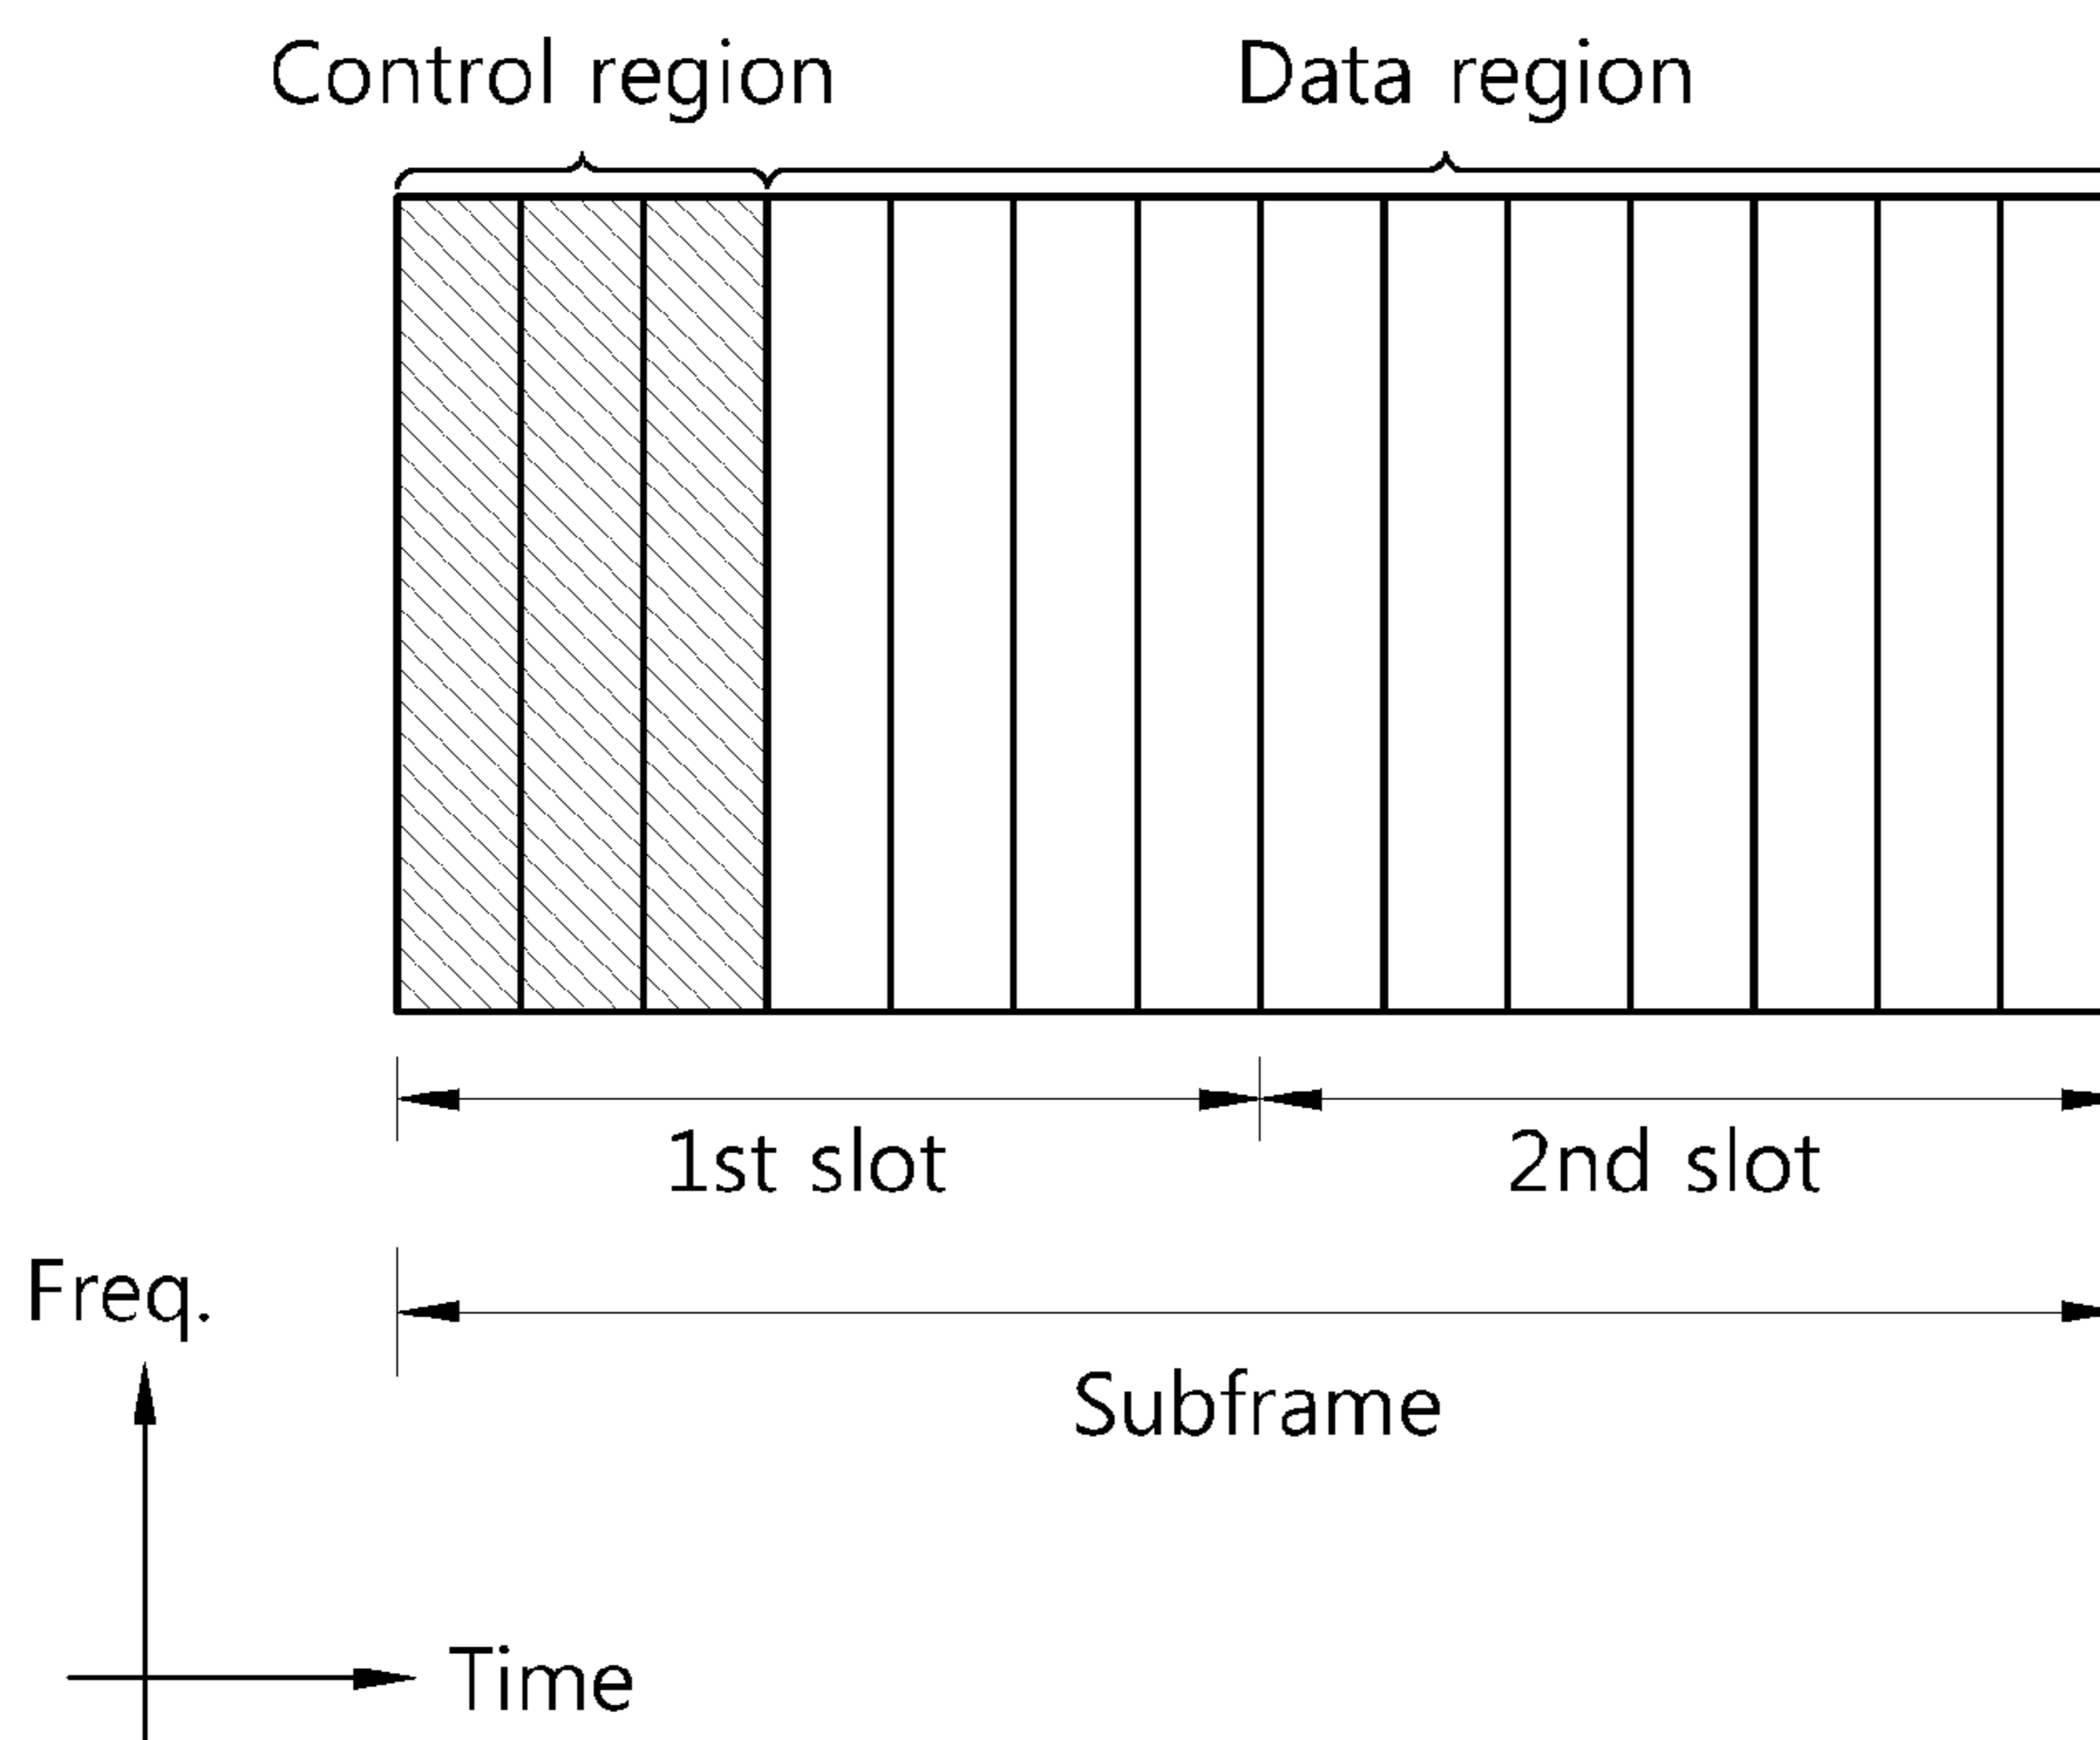 Control region
Data region
1st slot
2nd slot
Freq.
Subframe
Time